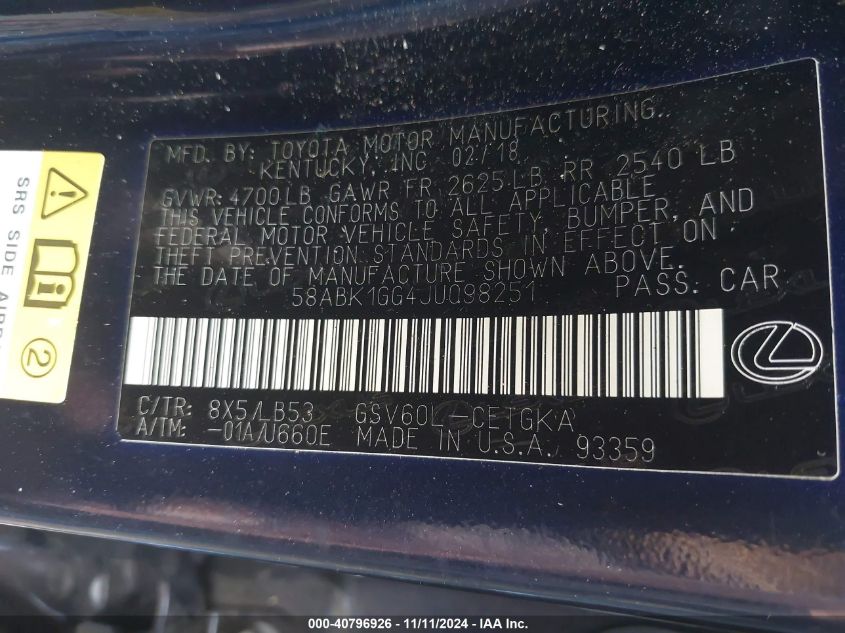 MFD. BY: TOYOTA MOTOR MANUFACTURING.
KENTUCKY, INC 02/18
GVWR: 4700LB GAWR FR 2625LB RR 2540LB
THIS VEHICLE CONFORMS TO ALL APPLICABLE
FEDERAL MOTOR VEHICLE SAFETY, BUMPER, AND
THEFT PREVENTION STANDARDS IN EFFECT ON
THE DATE OF MANUFACTURE SHOWN ABOVE.
58ABK1GG4JU098251 PASS. CAR
C/TR: 8X5/LB53 GSV60L-CETGKA
A/TM: -01A/U660E MADE IN U.S.A. 93359
SRS SIDE
2
000-40796926 - 11/11/2024 - IAA Inc.